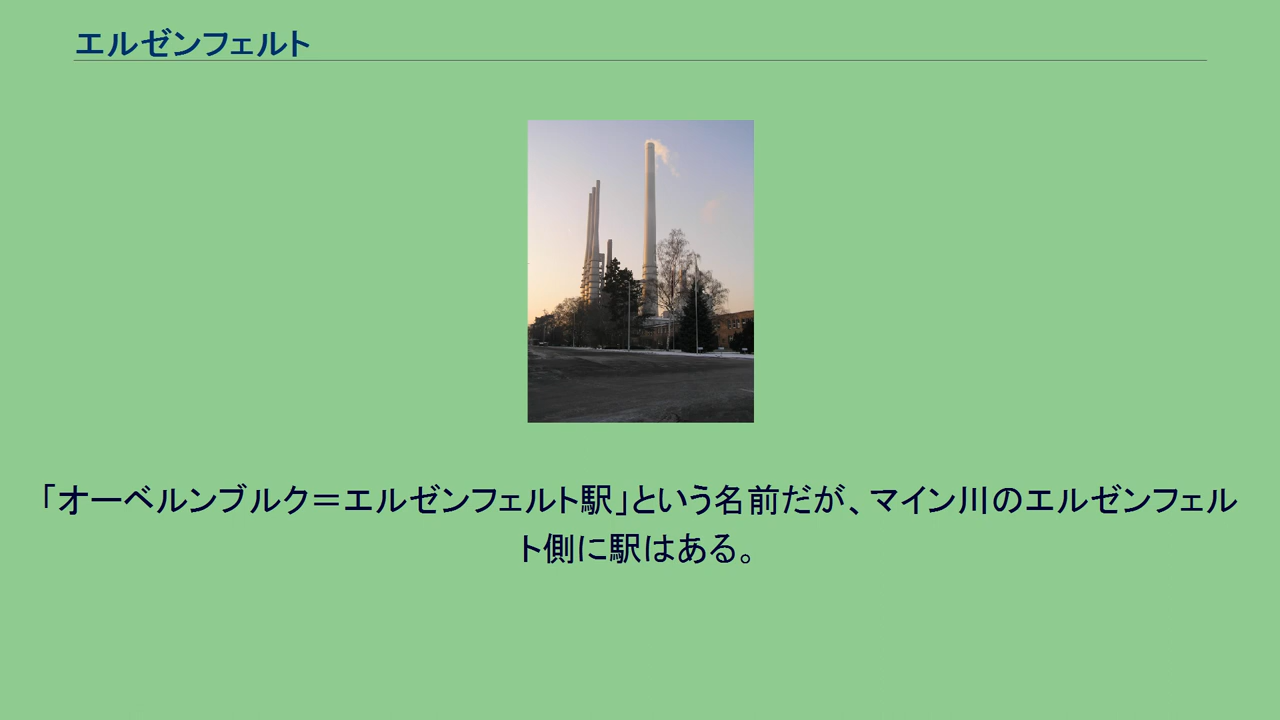 エルゼンフェルト
「オーベルンブルク＝エルゼンフェルト駅」という名前だが、マイン川のエルゼンフェル
ト側に駅はある。